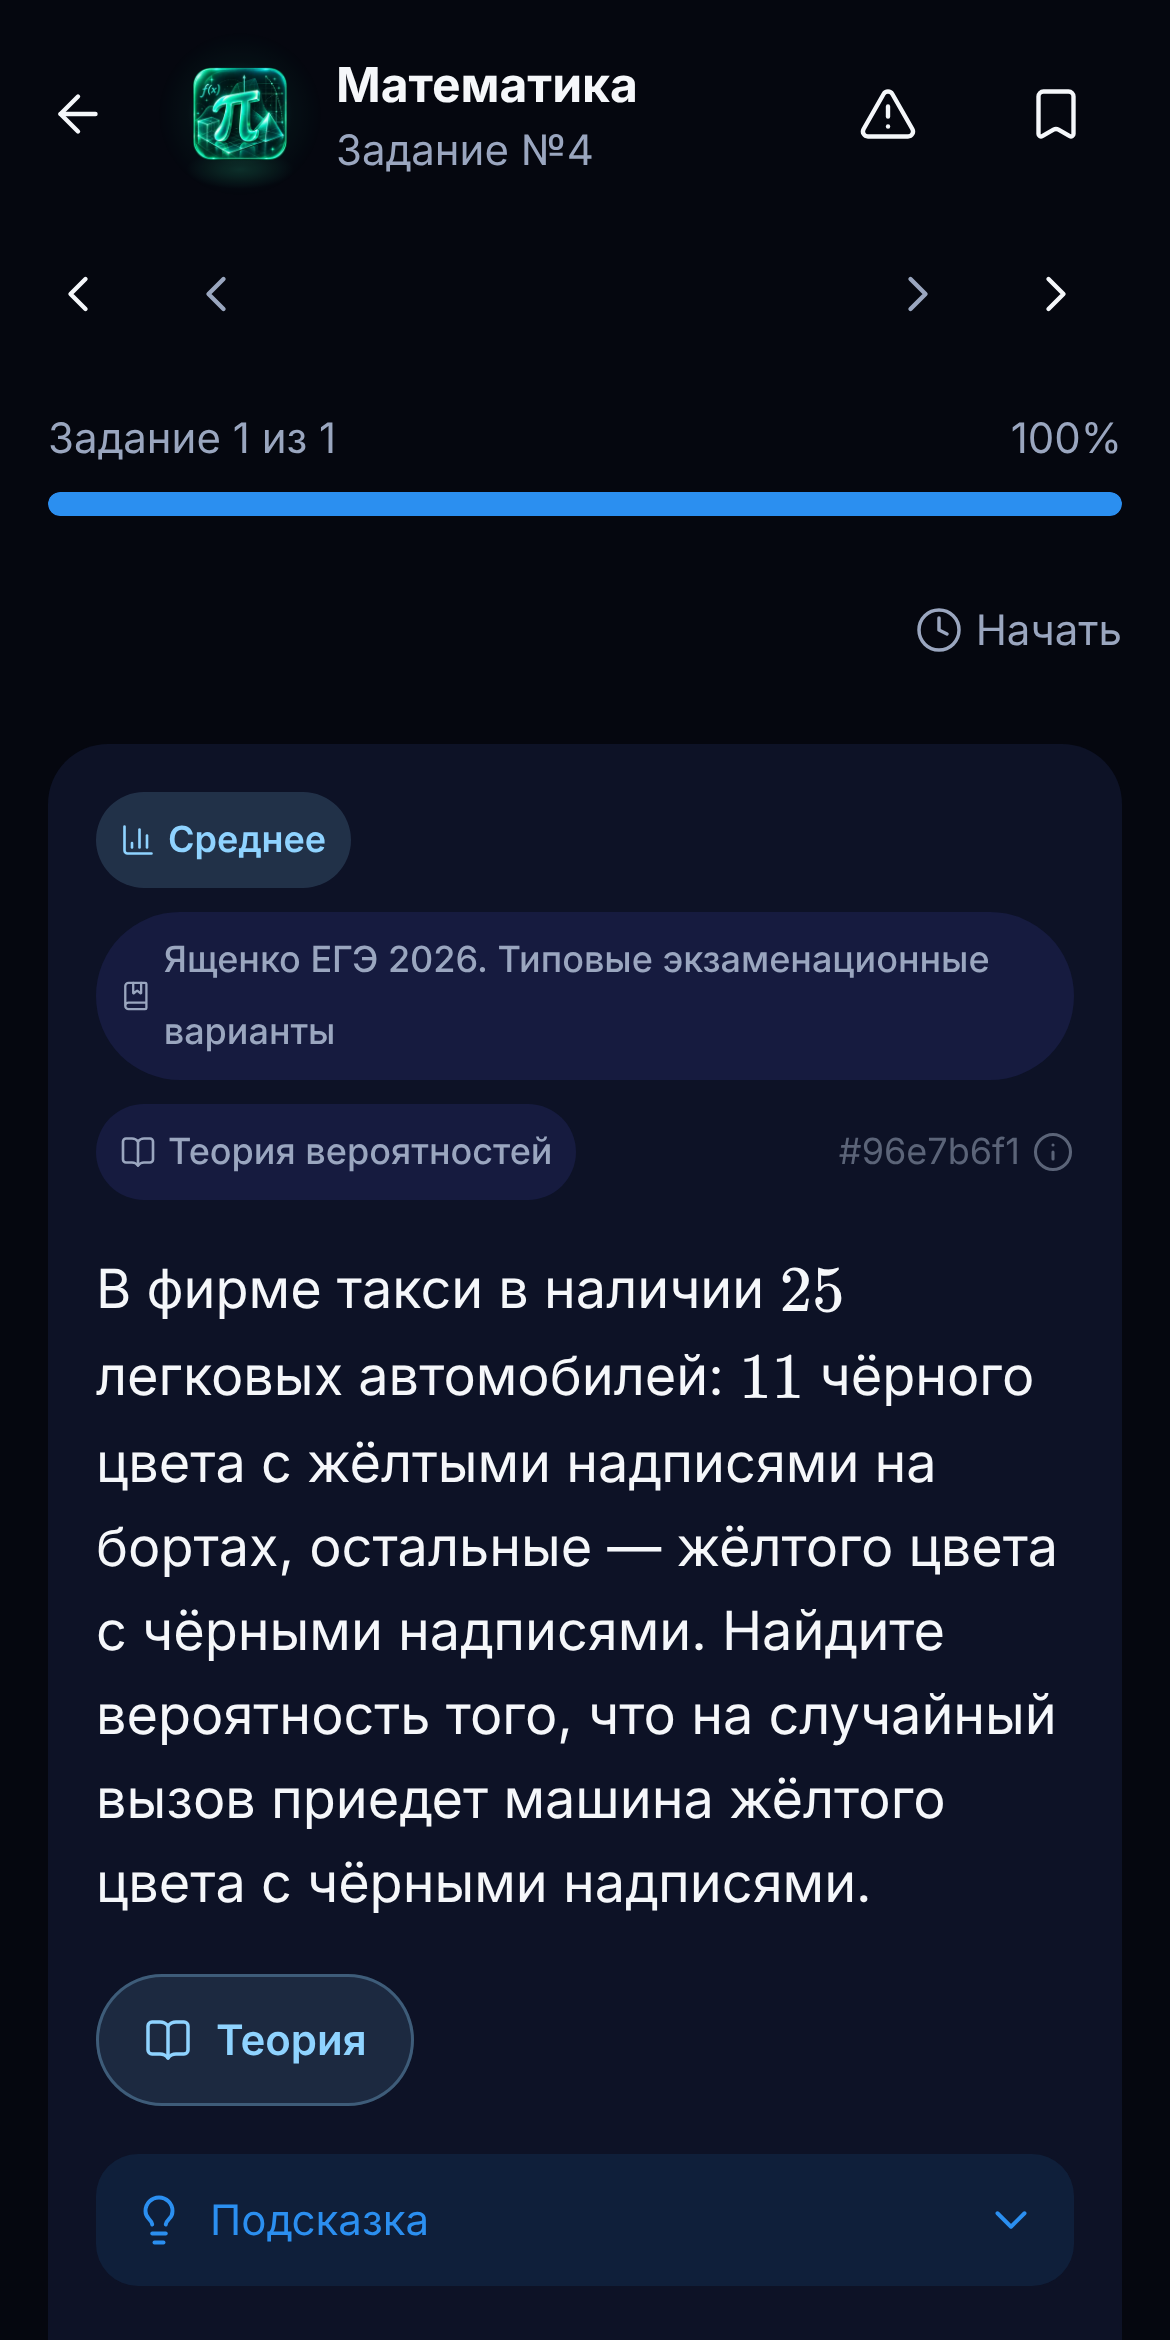 Математика
Задание №4
Задание 1 из 1
100%
Начать
Среднее
Ященко ЕГЭ 2026. Типовые экзаменационные
варианты
Теория вероятностей
#96e7b6f1
В фирме такси в наличии 25
легковых автомобилей: 11 чёрного
цвета с жёлтыми надписями на
бортах, остальные — жёлтого цвета
с чёрными надписями. Найдите
вероятность того, что на случайный
вызов приедет машина жёлтого
цвета с чёрными надписями.
Теория
Подсказка